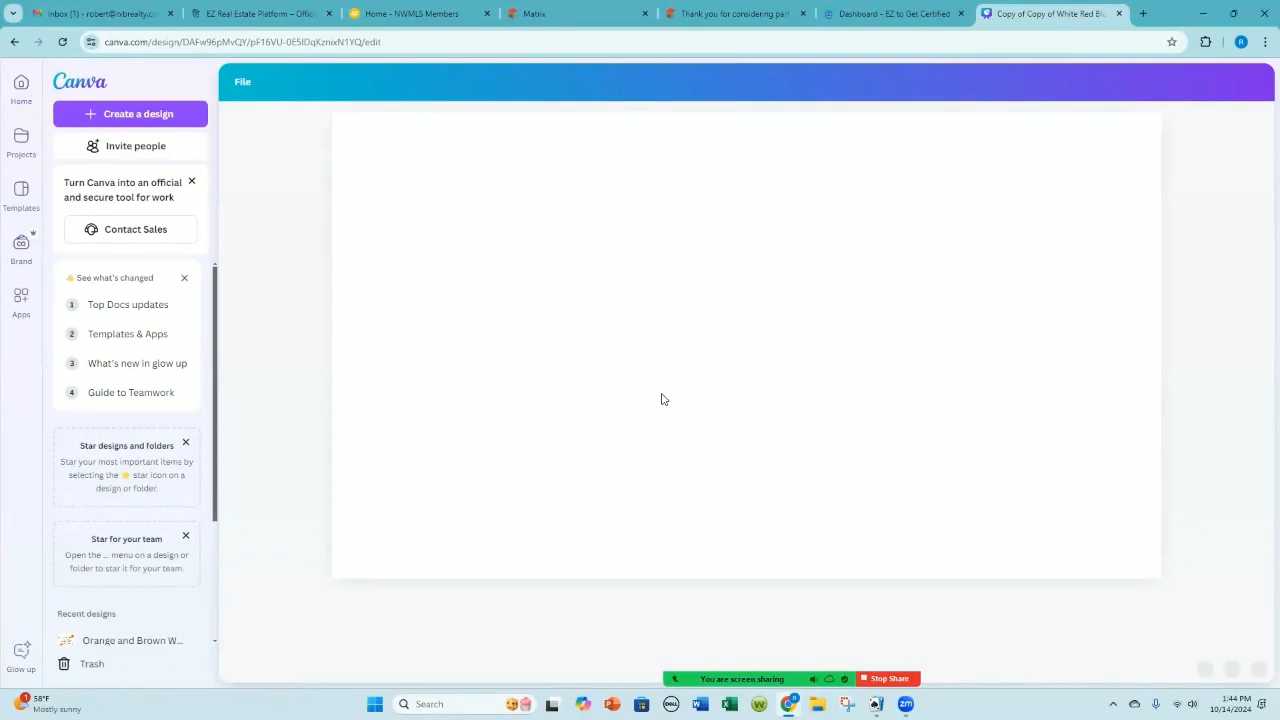 Inbox (1) - robert@nxbrealty.co
EZ Real Estate Platform – Offici
Home - NWMLS Members
Matrix
Thank you for considering part
Dashboard - EZ to Get Certified
Copy of Copy of White Red Blu
canva.com/design/DAFw96pMvQY/pF16VU-0E5IDqKznixN1YQ/edit
R
Home
Projects
Templates
Brand
Apps
Glow up
Canva
Create a design
Invite people
Turn Canva into an official
and secure tool for work
Contact Sales
See what's changed
1 Top Docs updates
2 Templates & Apps
3 What's new in glow up
4 Guide to Teamwork
Star designs and folders
Star your most important items by
selecting the ⭐ star icon on a
design or folder.
Star for your team
Open the ... menu on a design or
folder to star it for your team.
Recent designs
Orange and Brown W...
Trash
File
You are screen sharing
Stop Share
1
58°F
Mostly sunny
Search
DELL
zm
1:44 PM
10/14/2024